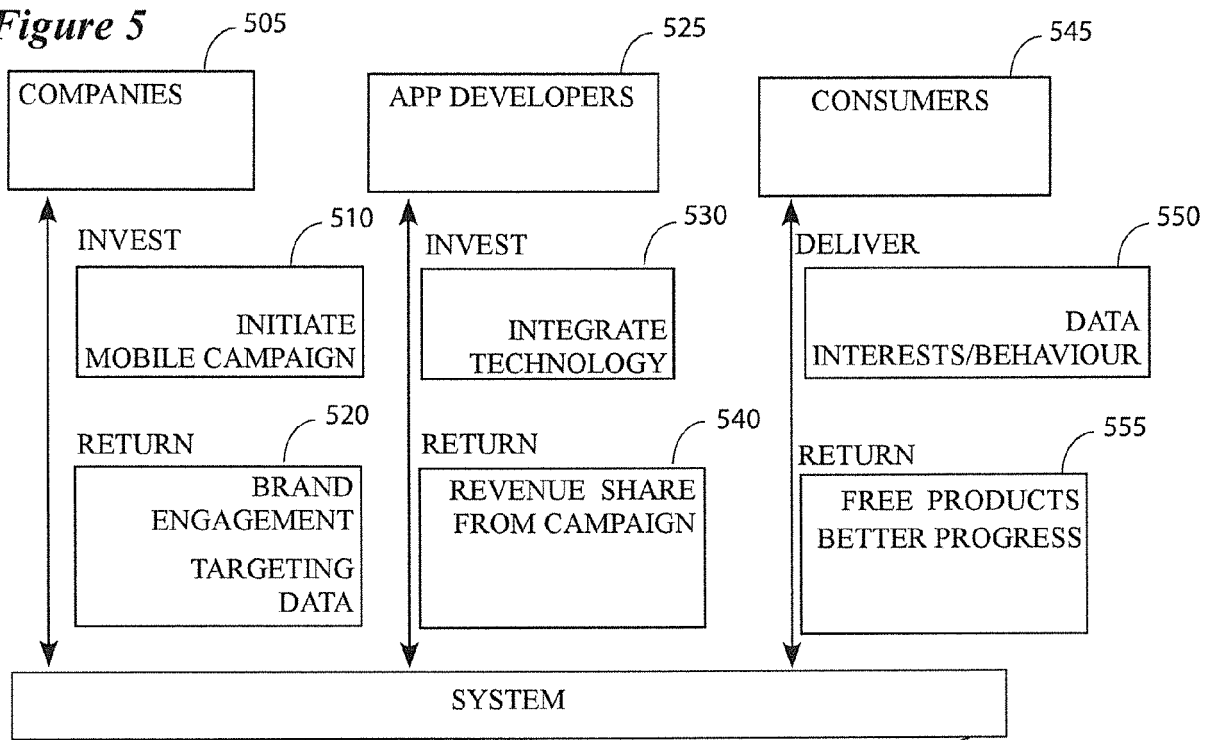 Figure 5
505
525
545
COMPANIES
APP DEVELOPERS
CONSUMERS
INVEST
510
INITIATE
MOBILE CAMPAIGN
INVEST
530
INTEGRATE
TECHNOLOGY
DELIVER
550
DATA
INTERESTS/BEHAVIOUR
RETURN
520
BRAND
ENGAGEMENT
TARGETING
DATA
RETURN
540
REVENUE SHARE
FROM CAMPAIGN
RETURN
555
FREE PRODUCTS
BETTER PROGRESS
SYSTEM